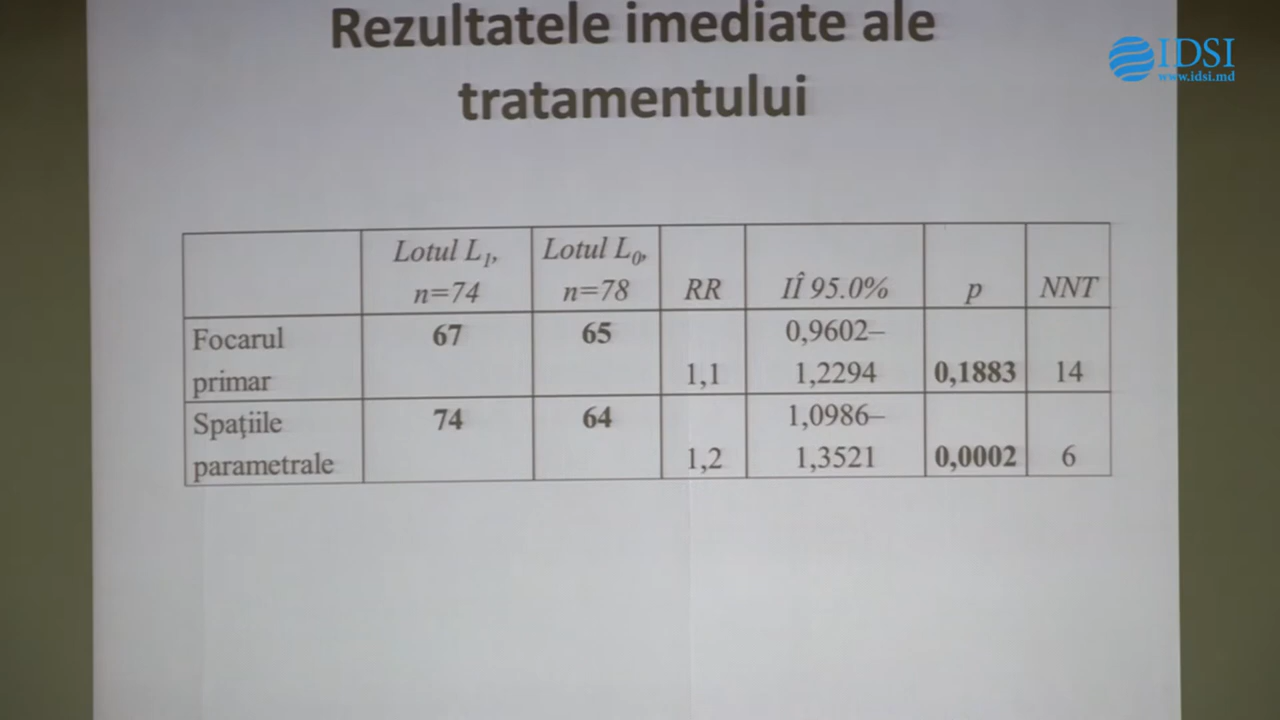 Rezultatele imediate ale
tratamentului
IDSI
www.idsi.md
Lotul L1, Lotul L0,
n=74 n=78 RR IÎ 95.0% p NNT
Focarul 67 65 0,9602–
primar 1,1 1,2294 0,1883 14
Spaţiile 74 64 1,0986–
parametrale 1,2 1,3521 0,0002 6